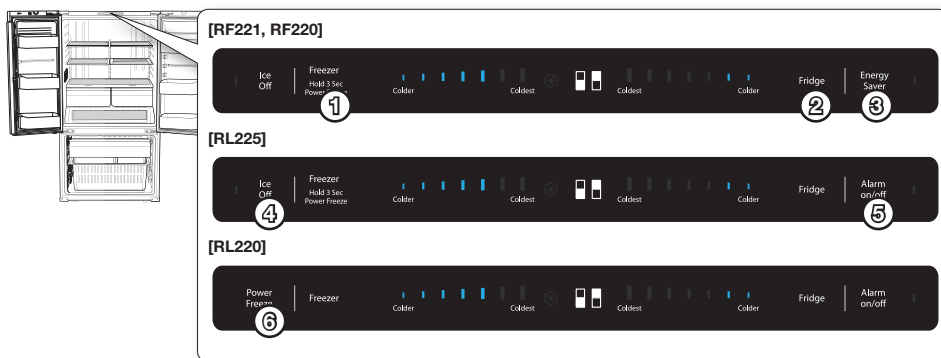 [RF221, RF220]
Ice
Off
Freezer
Hold 3 Sec
Power
Colder
Coldest
Colder
Fridge
Energy
Saver
1
2
3
[RL225]
Ice
Off
Freezer
Hold 3 Sec
Power Freeze
Colder
Coldest
Coldest
Colder
Fridge
Alarm
on/off
4
5
[RL220]
Power
Freeze
Freezer
Colder
Coldest
Coldest
Colder
Fridge
Alarm
on/off
6